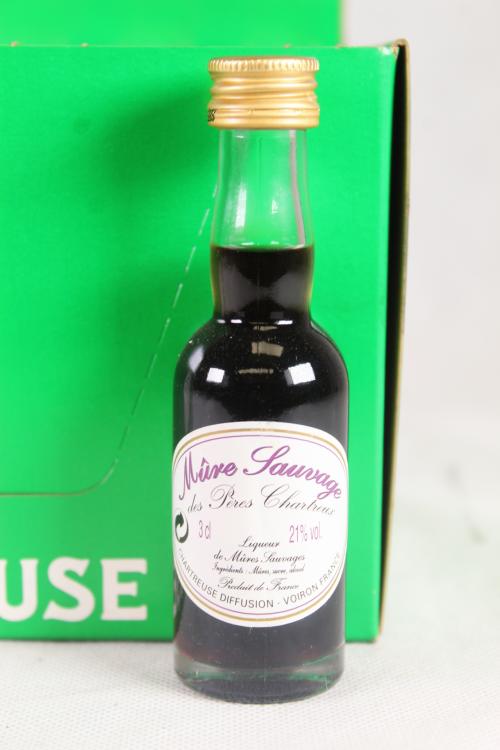 Mûre Sauvage
des Pères Chartreux
3 cl 21% vol.
Liqueur
de Mûres Sauvages
Ingrédients : Mûres, sucre, alcool
Produit de France
CHARTREUSE DIFFUSION - VOIRON FRANCE
USE